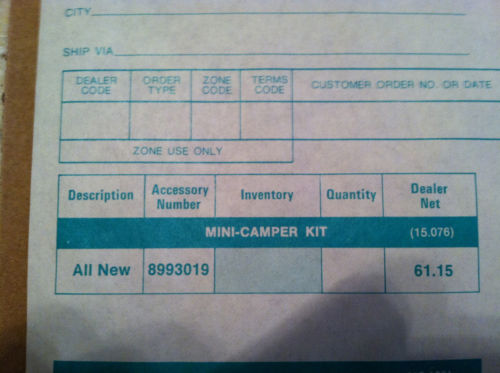 CITY
SHIP VIA
DEALER CODE ORDER TYPE ZONE CODE TERMS CODE CUSTOMER ORDER NO. OR DATE
ZONE USE ONLY
Description Accessory Number Inventory Quantity Dealer Net
MINI-CAMPER KIT (15.076)
All New 8993019 61.15